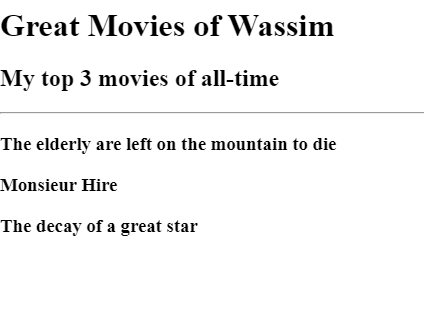 Great Movies of Wassim
My top 3 movies of all-time
The elderly are left on the mountain to die
Monsieur Hire
The decay of a great star